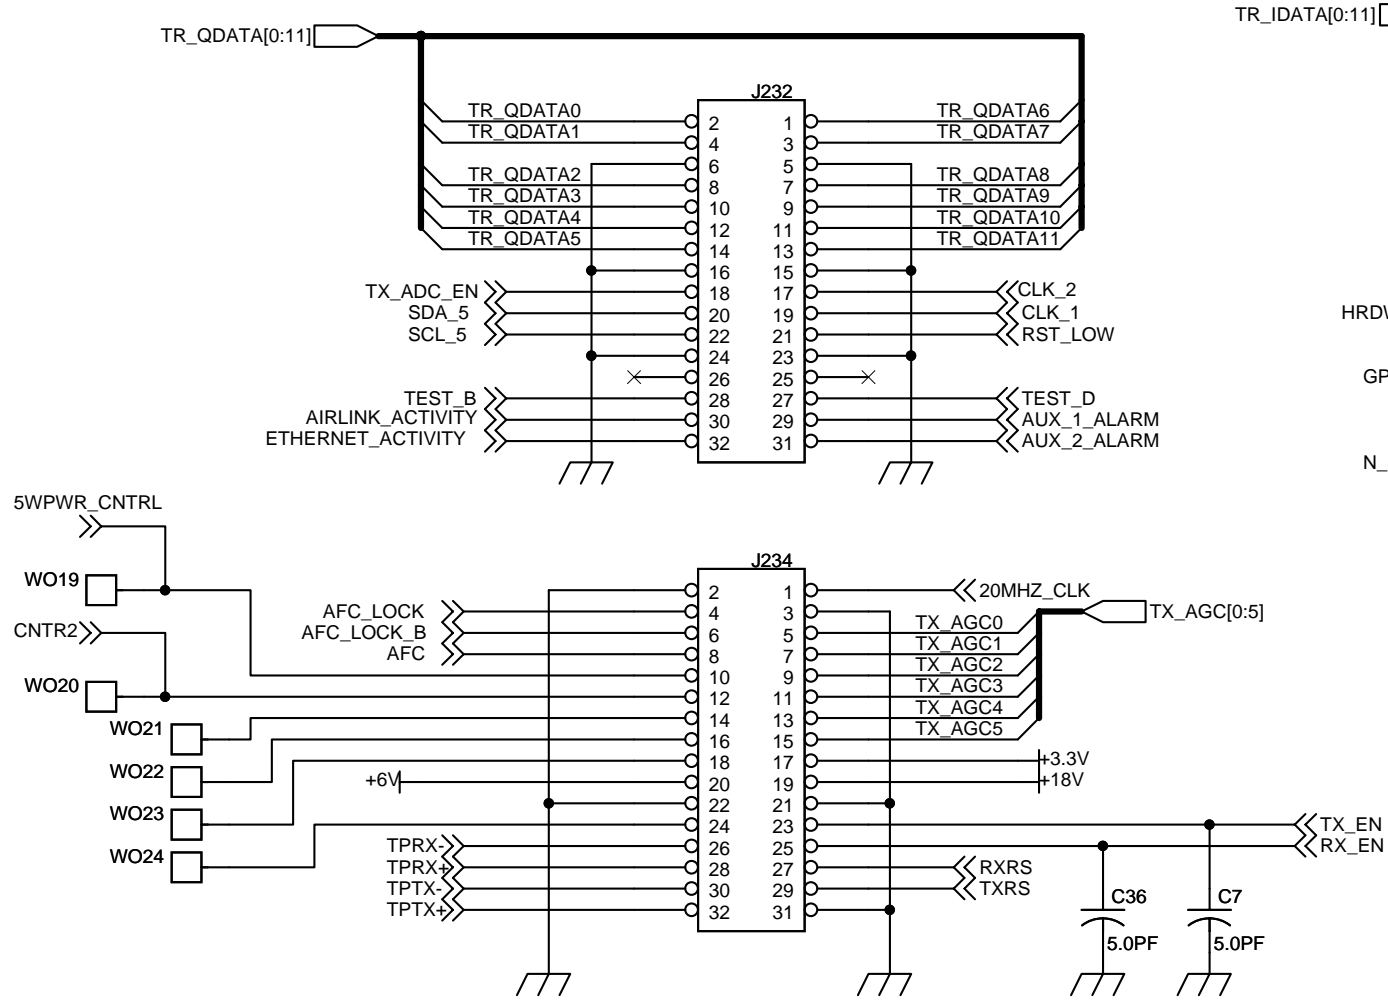 TR_QDATA[0:11]
TR_IDATA[0:11]
J232
TR_QDATA0 2 1 TR_QDATA6
TR_QDATA1 4 3 TR_QDATA7
6 5
TR_QDATA2 8 7 TR_QDATA8
TR_QDATA3 10 9 TR_QDATA9
TR_QDATA4 12 11 TR_QDATA10
TR_QDATA5 14 13 TR_QDATA11
16 15
TX_ADC_EN 18 17 CLK_2
SDA_5 20 19 CLK_1
HRDW
SCL_5 22 21 RST_LOW
24 23
26 25
GP
TEST_B 28 27 TEST_D
AIRLINK_ACTIVITY 30 29 AUX_1_ALARM
ETHERNET_ACTIVITY 32 31 AUX_2_ALARM
N_
5WPWR_CNTRL
J234
WO19
2 1 20MHZ_CLK
AFC_LOCK 4 3 TX_AGC[0:5]
CNTR2
AFC_LOCK_B 6 5 TX_AGC0
AFC 8 7 TX_AGC1
10 9 TX_AGC2
WO20
12 11 TX_AGC3
14 13 TX_AGC4
WO21
16 15 TX_AGC5
18 17 +3.3V
WO22
+6V 20 19 +18V
22 21
WO23
24 23 TX_EN
TPRX- 26 25 RX_EN
WO24
TPRX+ 28 27 RXRS
TPTX- 30 29 TXRS
TPTX+ 32 31
C36
C7
5.0PF
5.0PF